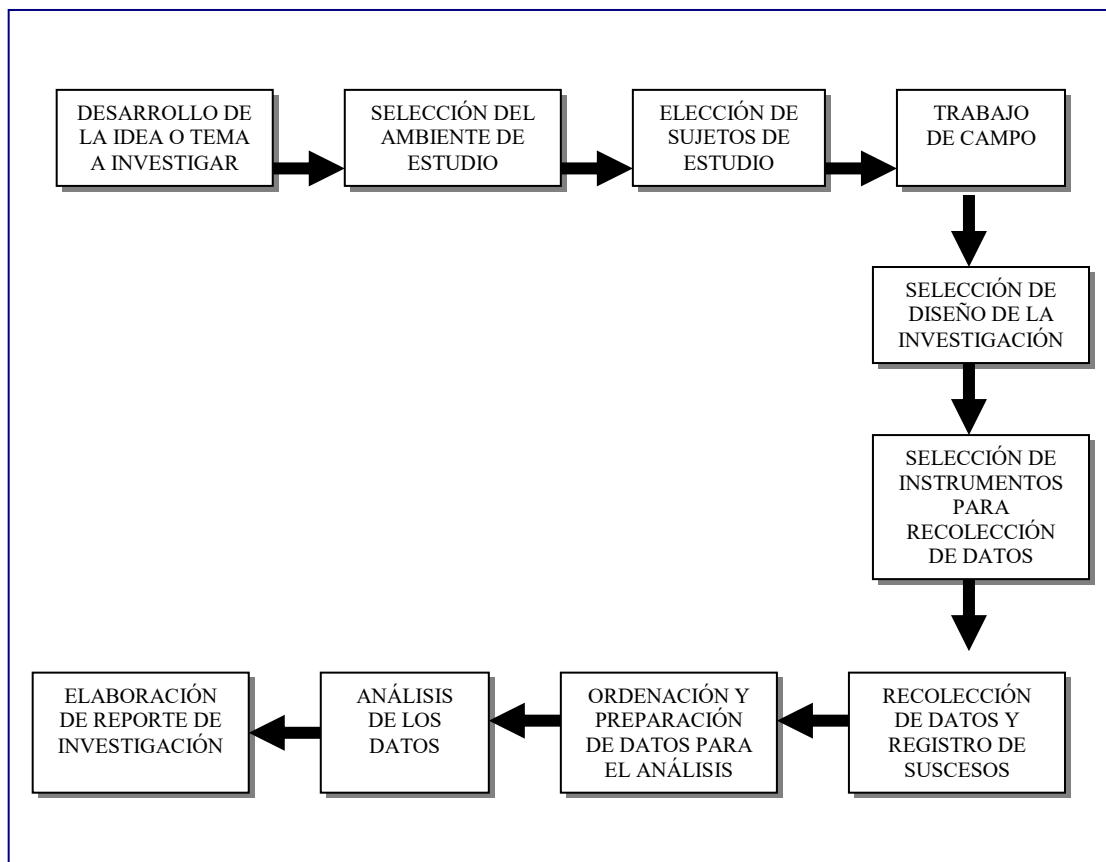 DESARROLLO DE
LA IDEA O TEMA
A INVESTIGAR
SELECCIÓN DEL
AMBIENTE DE
ESTUDIO
ELECCIÓN DE
SUJETOS DE
ESTUDIO
TRABAJO
DE CAMPO
SELECCIÓN DE
DISEÑO DE LA
INVESTIGACIÓN
SELECCIÓN DE
INSTRUMENTOS
PARA
RECOLECCIÓN
DE DATOS
RECOLECCIÓN
DE DATOS Y
REGISTRO DE
SUSCESOS
ORDENACIÓN Y
PREPARACIÓN
DE DATOS PARA
EL ANÁLISIS
ANÁLISIS
DE LOS
DATOS
ELABORACIÓN
DE REPORTE DE
INVESTIGACIÓN